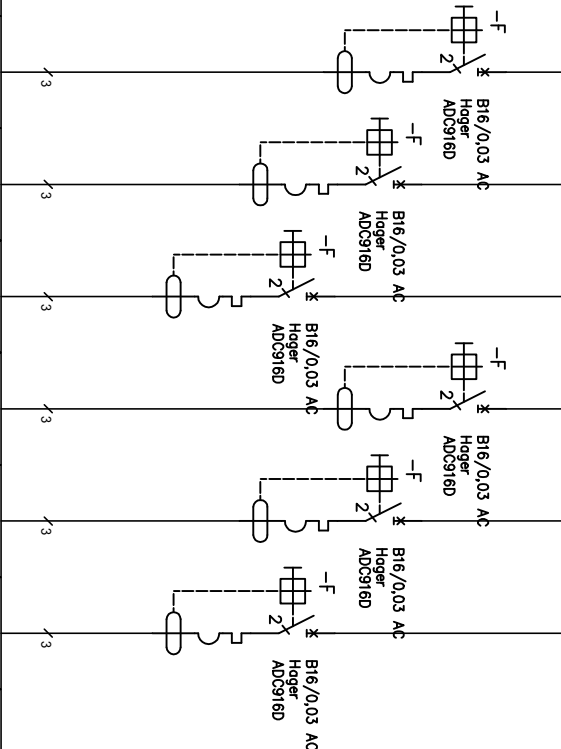 -F
2
B16/0,03 AC
Hager
ADC916D
3
-F
2
B16/0,03 AC
Hager
ADC916D
3
-F
2
B16/0,03 AC
Hager
ADC916D
3
-F
2
B16/0,03 AC
Hager
ADC916D
3
-F
2
B16/0,03 AC
Hager
ADC916D
3
-F
2
B16/0,03 AC
Hager
ADC916D
3